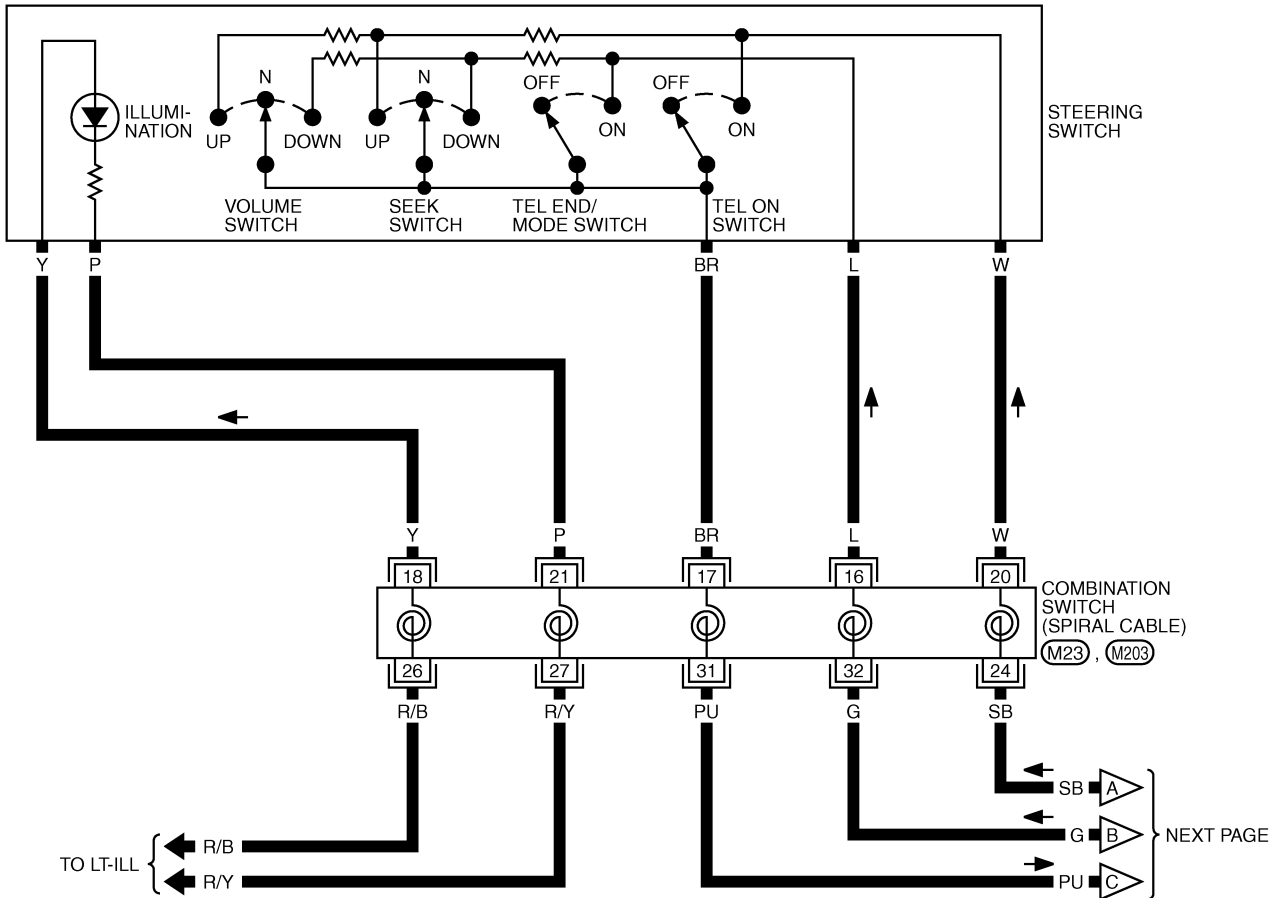 N
N
OFF
OFF
ILLUMI-
NATION
UP
DOWN
UP
DOWN
ON
ON
STEERING
SWITCH
VOLUME
SWITCH
SEEK
SWITCH
TEL END/
MODE SWITCH
TEL ON
SWITCH
Y
P
BR
L
W
Y
P
BR
L
W
18
21
17
16
20
COMBINATION
SWITCH
(SPIRAL CABLE)
M23 , M203
26
27
31
32
24
R/B
R/Y
PU
G
SB
SB
A
G
B
NEXT PAGE
PU
C
TO LT-ILL
R/B
R/Y